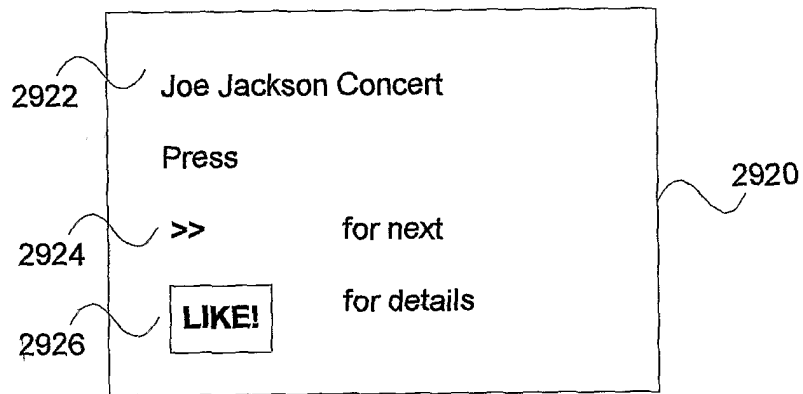 2922 Joe Jackson Concert
Press
2920
2924 >> for next
2926 LIKE! for details